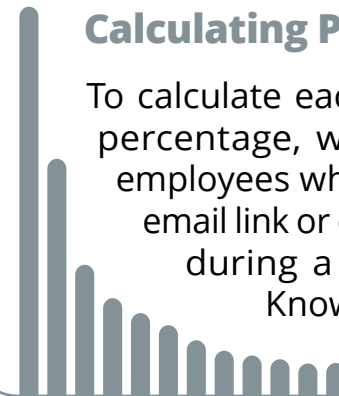 Calculating P
To calculate eac
percentage, w
employees wh
email link or
during a
Know